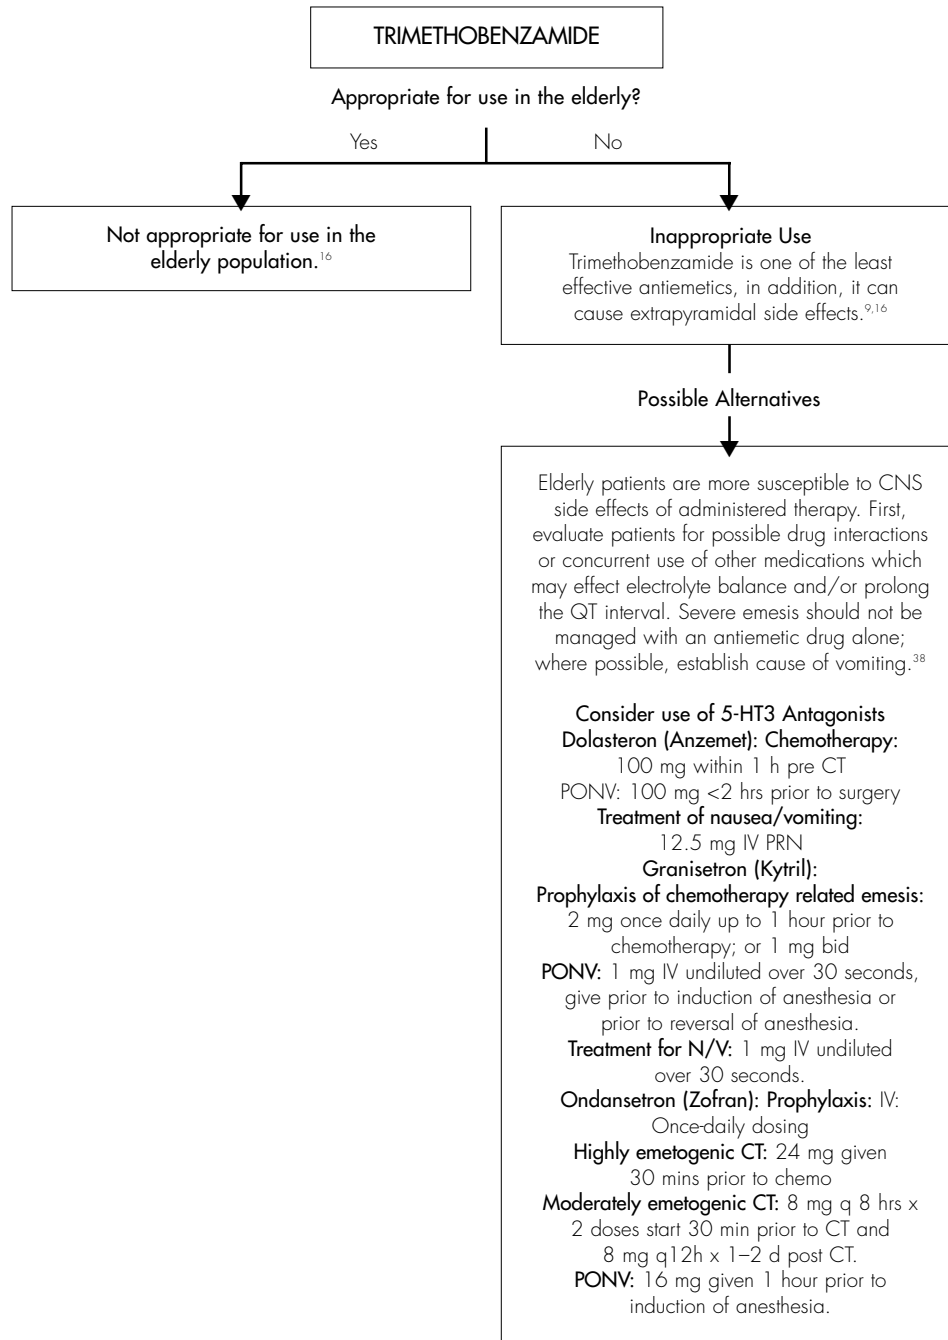 TRIMETHOBENZAMIDE
Appropriate for use in the elderly?
Yes
No
Not appropriate for use in the
elderly population.16
Inappropriate Use
Trimethobenzamide is one of the least
effective antiemetics, in addition, it can
cause extrapyramidal side effects.9,16
Possible Alternatives
Elderly patients are more susceptible to CNS
side effects of administered therapy. First,
evaluate patients for possible drug interactions
or concurrent use of other medications which
may effect electrolyte balance and/or prolong
the QT interval. Severe emesis should not be
managed with an antiemetic drug alone;
where possible, establish cause of vomiting.38
Consider use of 5-HT3 Antagonists
Dolasteron (Anzemet): Chemotherapy:
100 mg within 1 h pre CT
PONV: 100 mg <2 hrs prior to surgery
Treatment of nausea/vomiting:
12.5 mg IV PRN
Granisetron (Kytril):
Prophylaxis of chemotherapy related emesis:
2 mg once daily up to 1 hour prior to
chemotherapy; or 1 mg bid
PONV: 1 mg IV undiluted over 30 seconds,
give prior to induction of anesthesia or
prior to reversal of anesthesia.
Treatment for N/V: 1 mg IV undiluted
over 30 seconds.
Ondansetron (Zofran): Prophylaxis: IV:
Once-daily dosing
Highly emetogenic CT: 24 mg given
30 mins prior to chemo
Moderately emetogenic CT: 8 mg q 8 hrs x
2 doses start 30 min prior to CT and
8 mg q12h x 1–2 d post CT.
PONV: 16 mg given 1 hour prior to
induction of anesthesia.